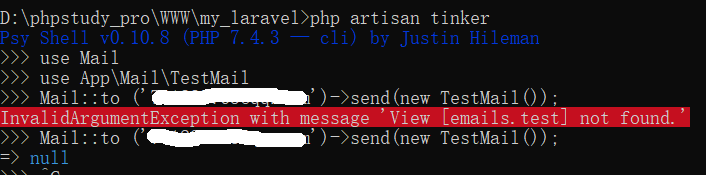 D:\phpstudy_pro\WWW\my_laravel>php artisan tinker
Psy Shell v0.10.8 (PHP 7.4.3 — cli) by Justin Hileman
>>> use Mail
>>> use App\Mail\TestMail
>>> Mail::to (' ')->send(new TestMail());
InvalidArgumentException with message 'View [emails.test] not found.'
>>> Mail::to (' ')->send(new TestMail());
=> null
>>>